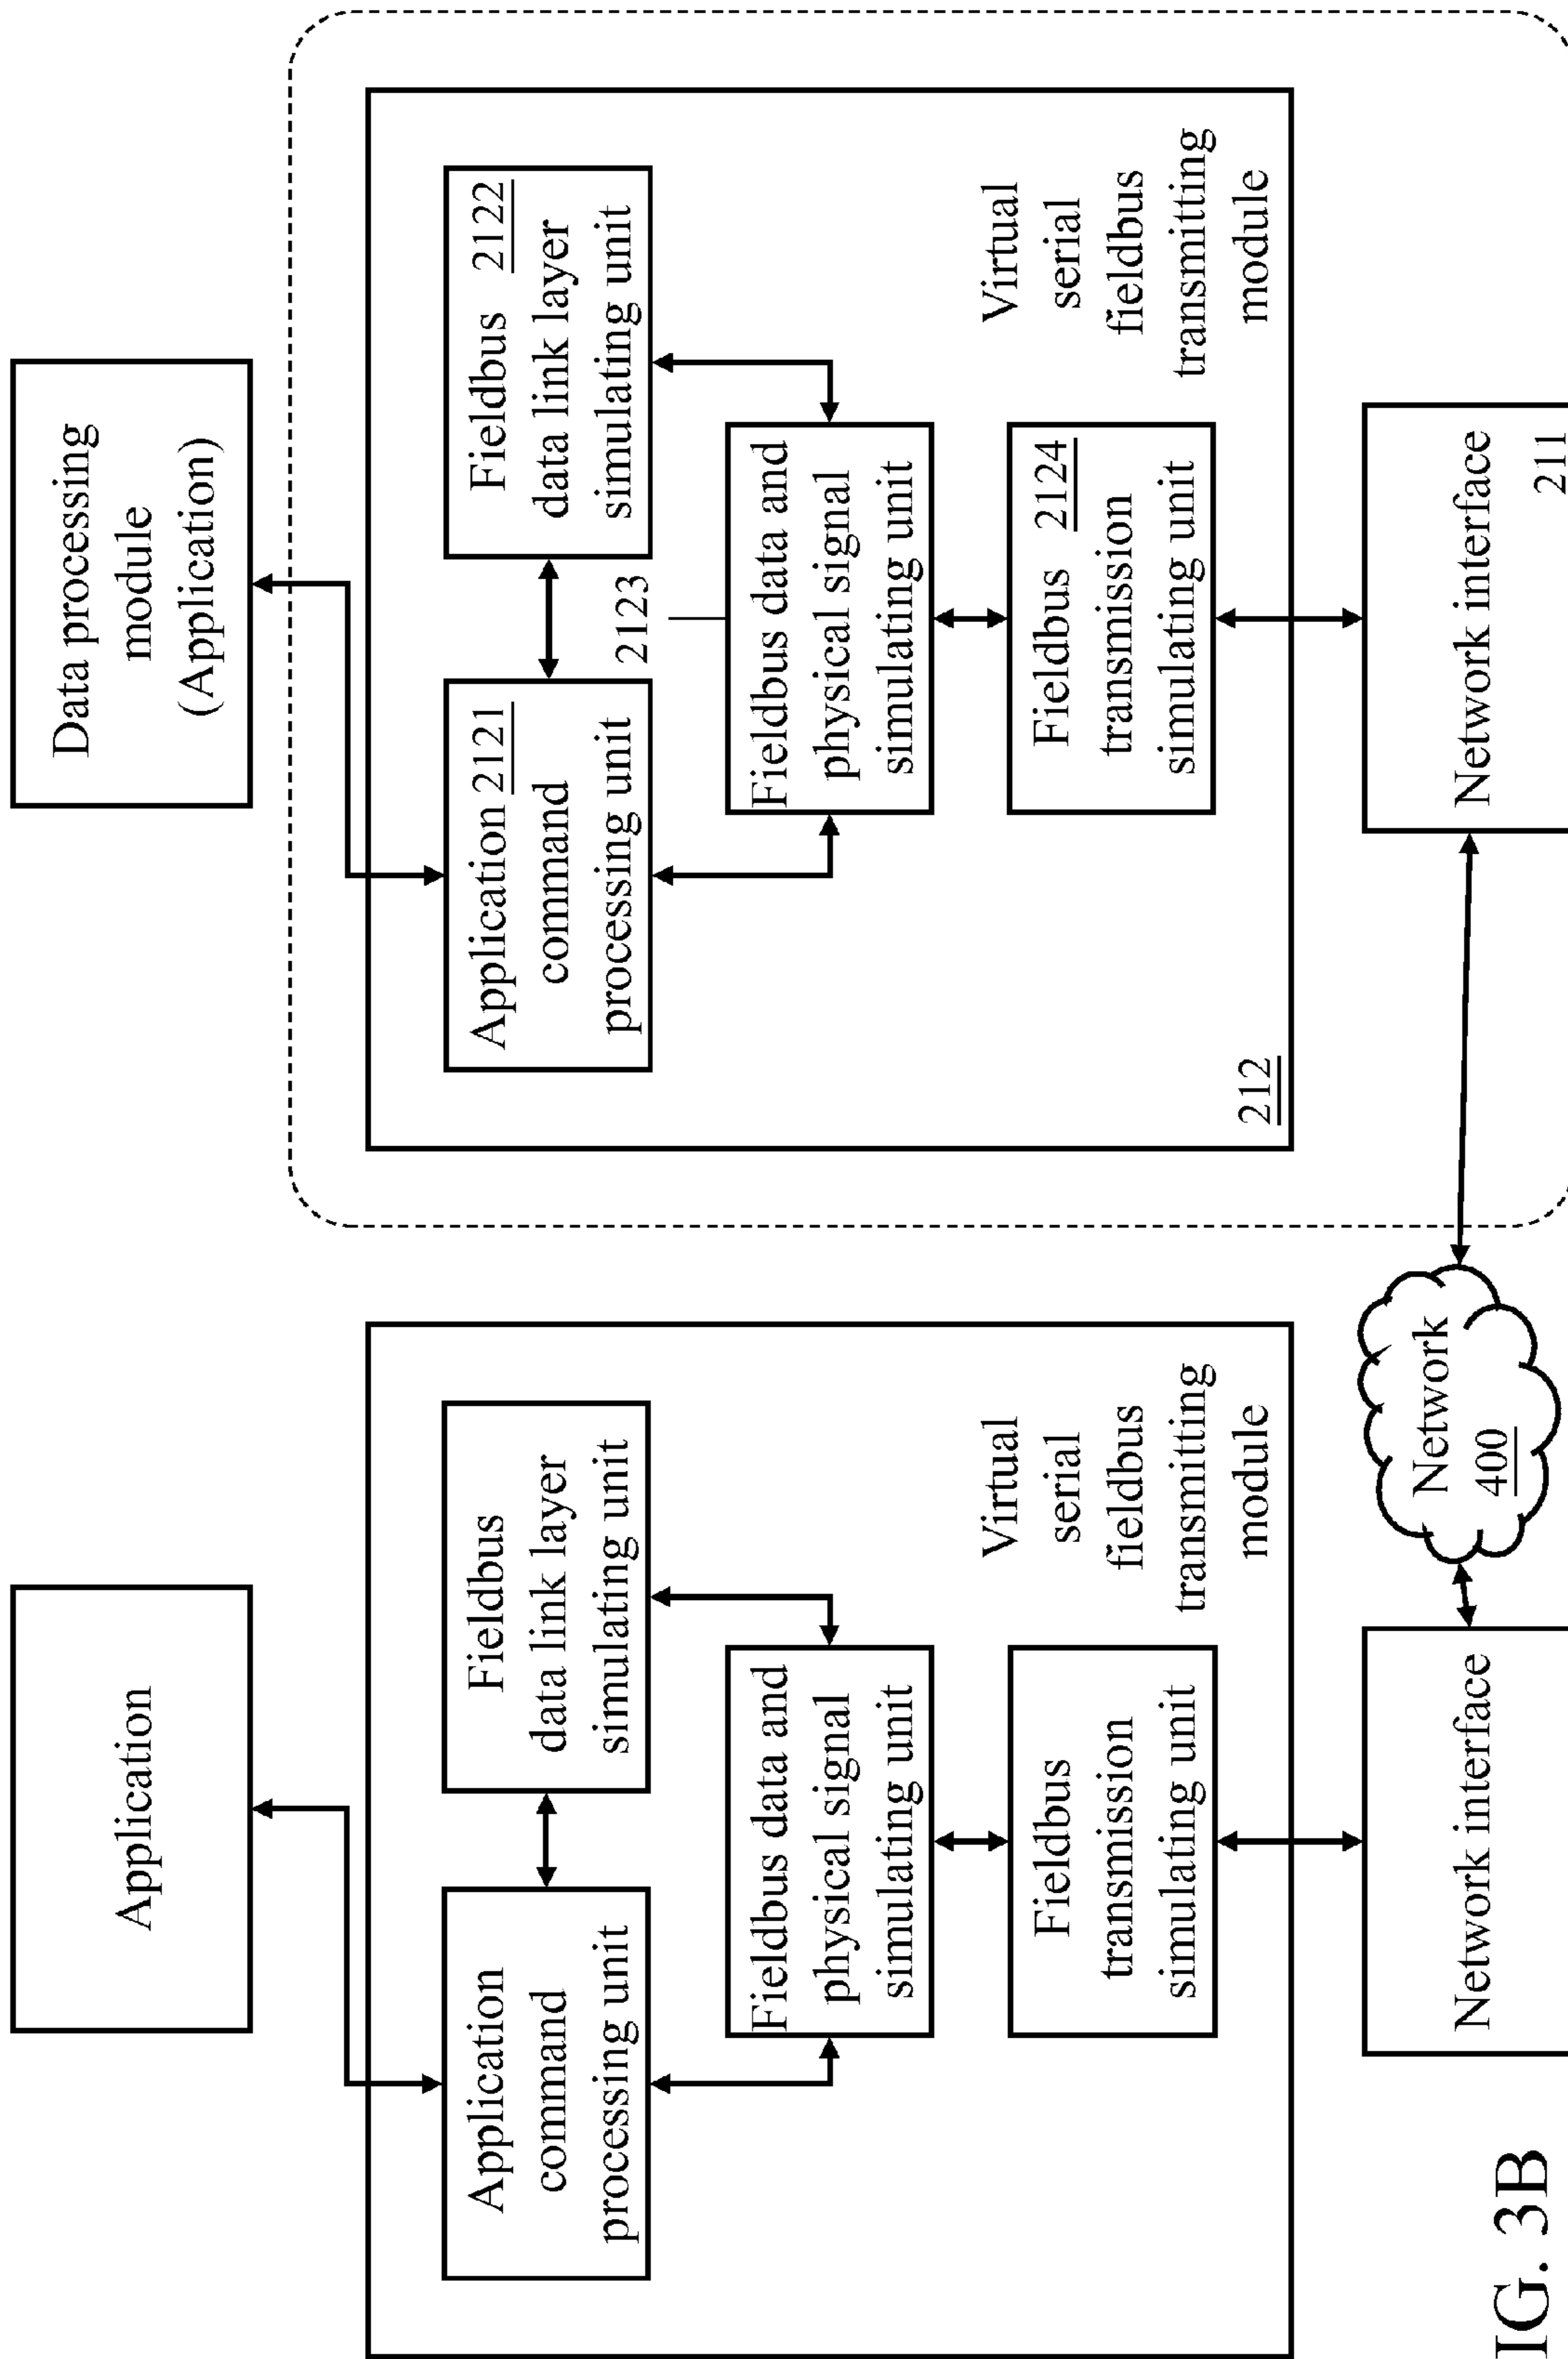 Application
Application
command
processing unit
Fieldbus
data link layer
simulating unit
Fieldbus data and
physical signal
simulating unit
Fieldbus
transmission
simulating unit
Virtual
serial
fieldbus
transmitting
module
Network interface
Network
400
Data processing
module
(Application)
Application 2121
command
processing unit
Fieldbus 2122
data link layer
simulating unit
2123
Fieldbus data and
physical signal
simulating unit
Fieldbus 2124
transmission
simulating unit
Virtual
serial
fieldbus
transmitting
module
212
Network interface
211
IG. 3B